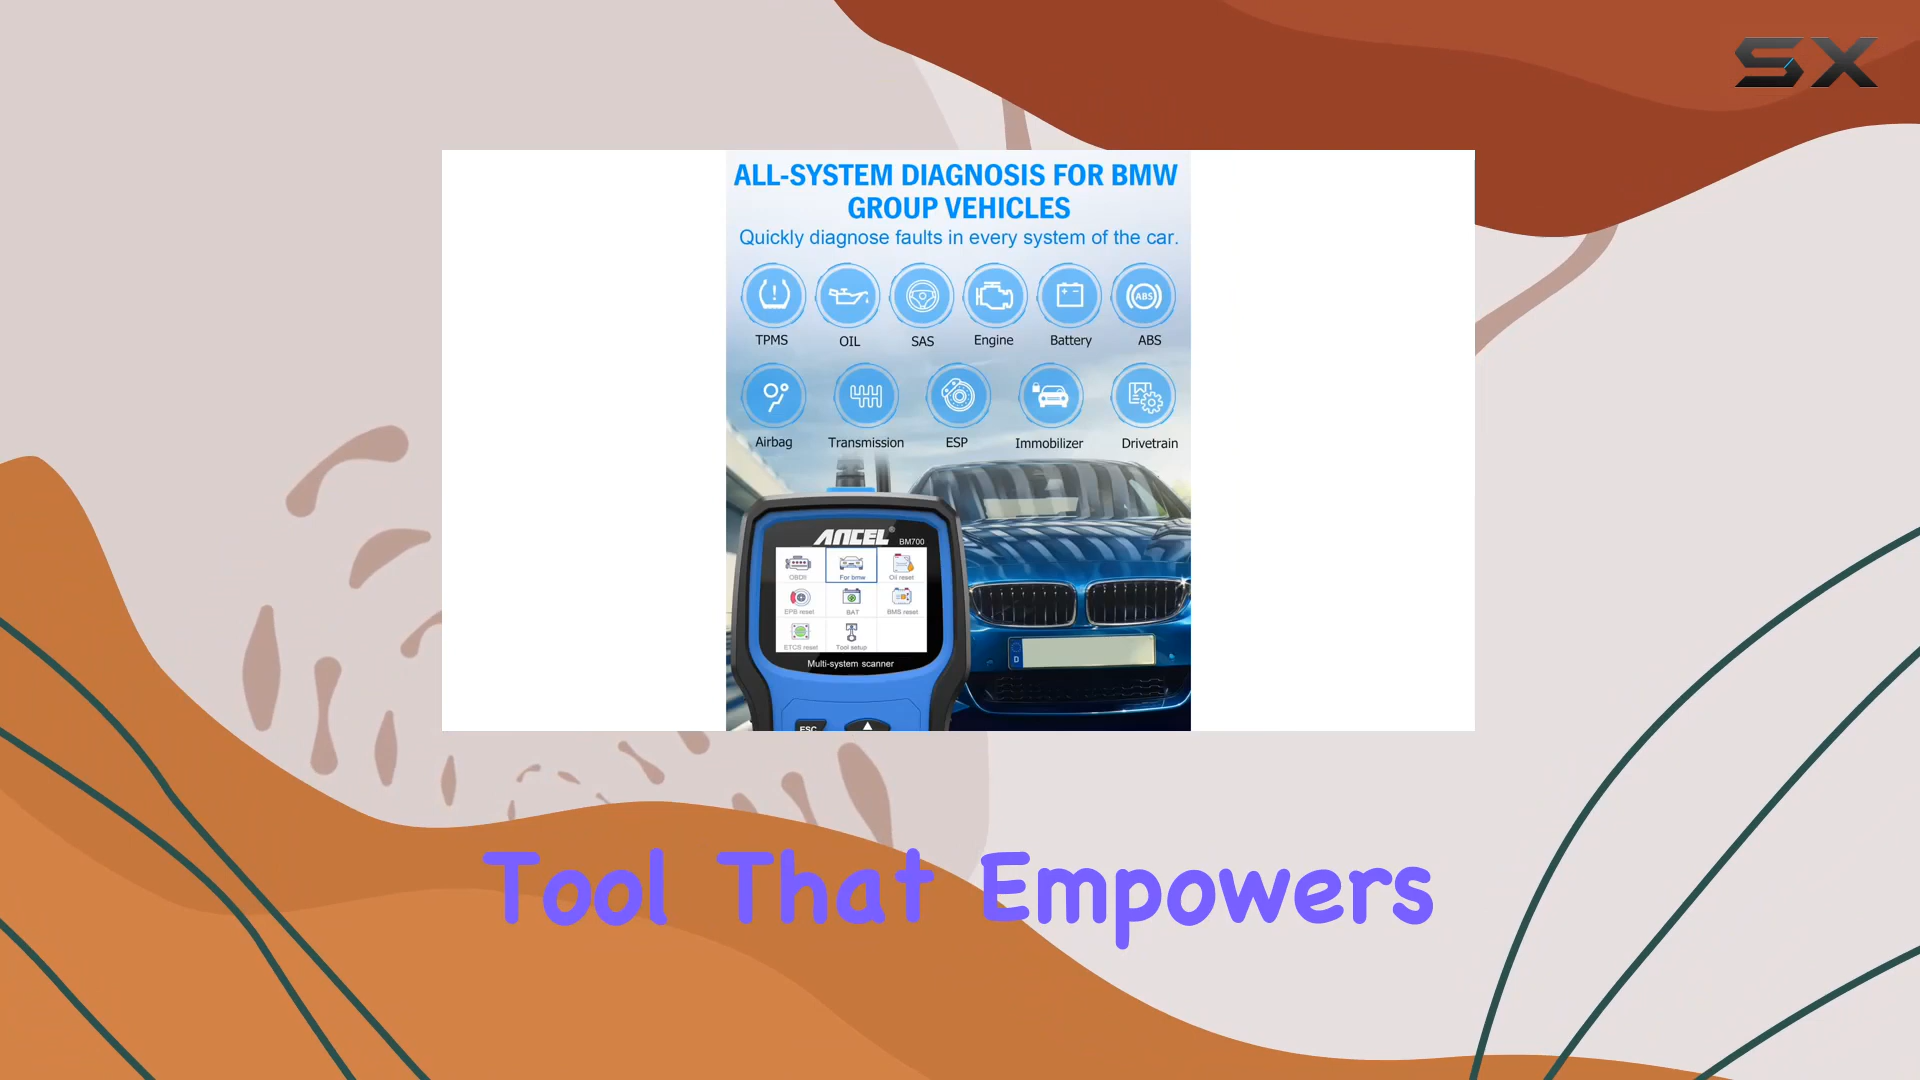 SX
ALL-SYSTEM DIAGNOSIS FOR BMW
GROUP VEHICLES
Quickly diagnose faults in every system of the car.
ABS
TPMS OIL SAS Engine Battery ABS
Airbag Transmission ESP Immobilizer Drivetrain
ANCEL® BM700
OBDII For bmw Oil reset
EPB reset BAT BMS reset
ETCS reset Tool setup
Multi-system scanner
D
ESC
Tool That Empowers